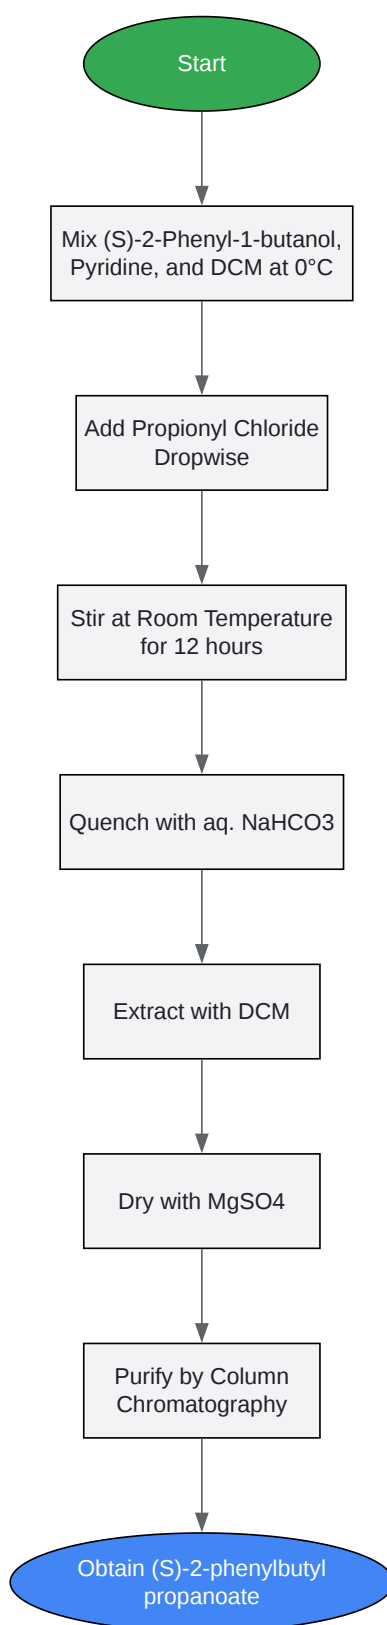 Start
Mix (S)-2-Phenyl-1-butanol,
Pyridine, and DCM at 0°C
Add Propionyl Chloride
Dropwise
Stir at Room Temperature
for 12 hours
Quench with aq. NaHCO3
Extract with DCM
Dry with MgSO4
Purify by Column
Chromatography
Obtain (S)-2-phenylbutyl
propanoate